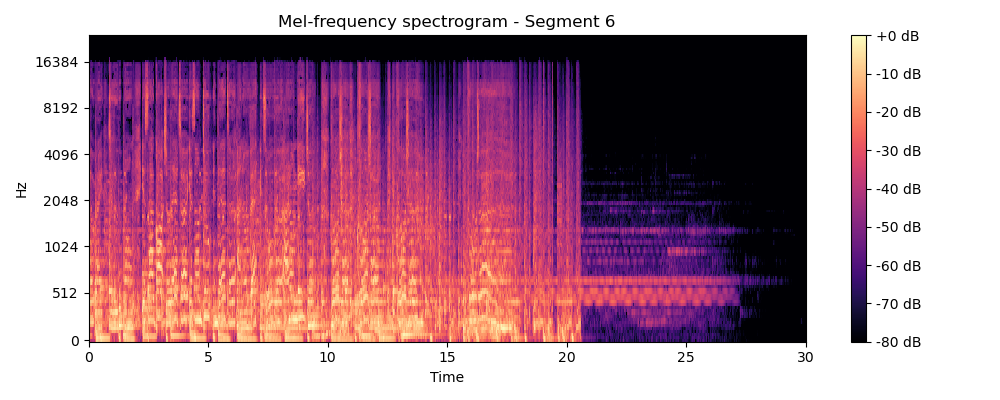 Mel-frequency spectrogram - Segment 6
Hz
16384
8192
4096
2048
1024
512
0
0 5 10 15 20 25 30
Time
+0 dB
-10 dB
-20 dB
-30 dB
-40 dB
-50 dB
-60 dB
-70 dB
-80 dB